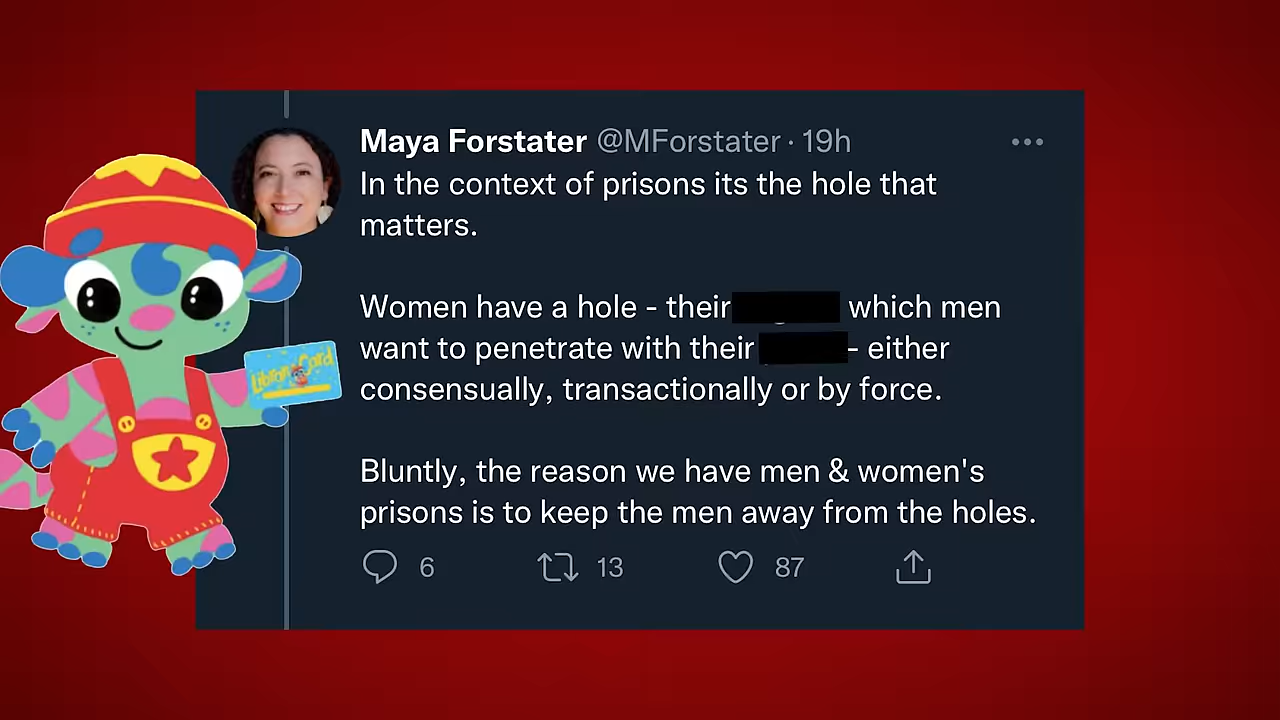 Maya Forstater @MForstater · 19h
In the context of prisons its the hole that
matters.
Women have a hole - their which men
want to penetrate with their - either
consensually, transactionally or by force.
Bluntly, the reason we have men & women's
prisons is to keep the men away from the holes.
6 13 87
Library Card